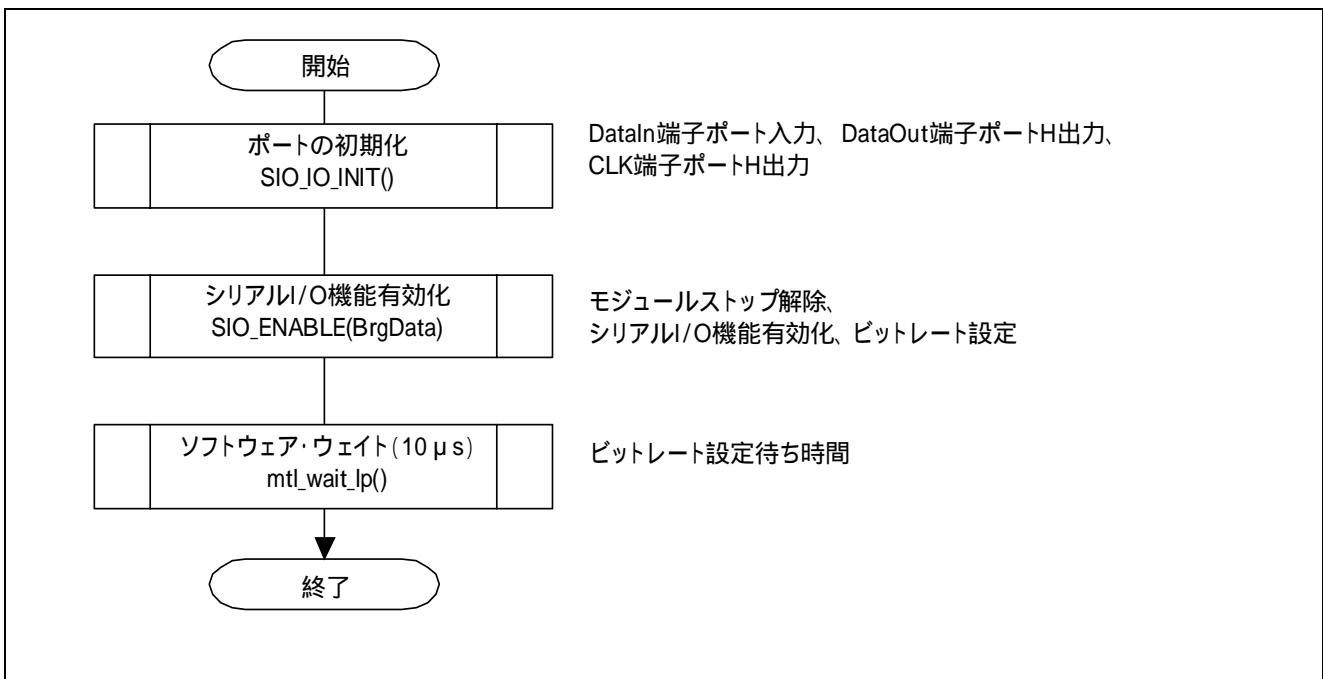 開始
ポートの初期化
SIO_IO_INIT()
DataIn端子ポート入力、DataOut端子ポートH出力、
CLK端子ポートH出力
シリアルI/O機能有効化
SIO_ENABLE(BrgData)
モジュールストップ解除、
シリアルI/O機能有効化、ビットレート設定
ソフトウェア・ウェイト(10μs)
mtl_wait_lp()
ビットレート設定待ち時間
終了